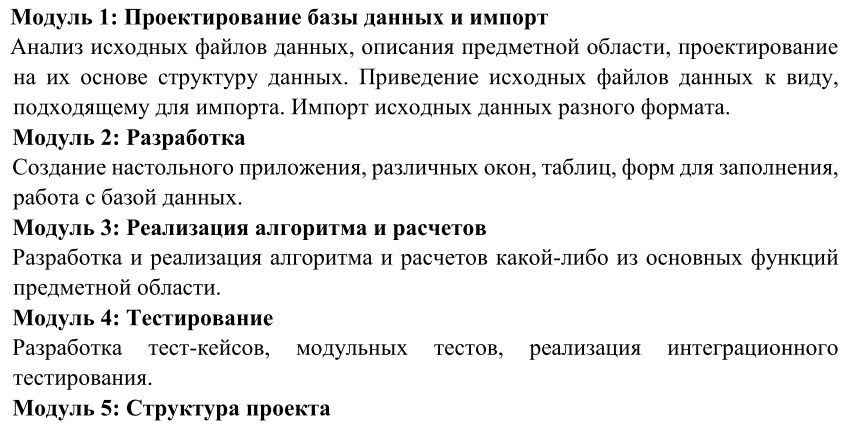 Модуль 1: Проектирование базы данных и импорт
Анализ исходных файлов данных, описания предметной области, проектирование
на их основе структуру данных. Приведение исходных файлов данных к виду,
подходящему для импорта. Импорт исходных данных разного формата.
Модуль 2: Разработка
Создание настольного приложения, различных окон, таблиц, форм для заполнения,
работа с базой данных.
Модуль 3: Реализация алгоритма и расчетов
Разработка и реализация алгоритма и расчетов какой-либо из основных функций
предметной области.
Модуль 4: Тестирование
Разработка тест-кейсов, модульных тестов, реализация интеграционного
тестирования.
Модуль 5: Структура проекта